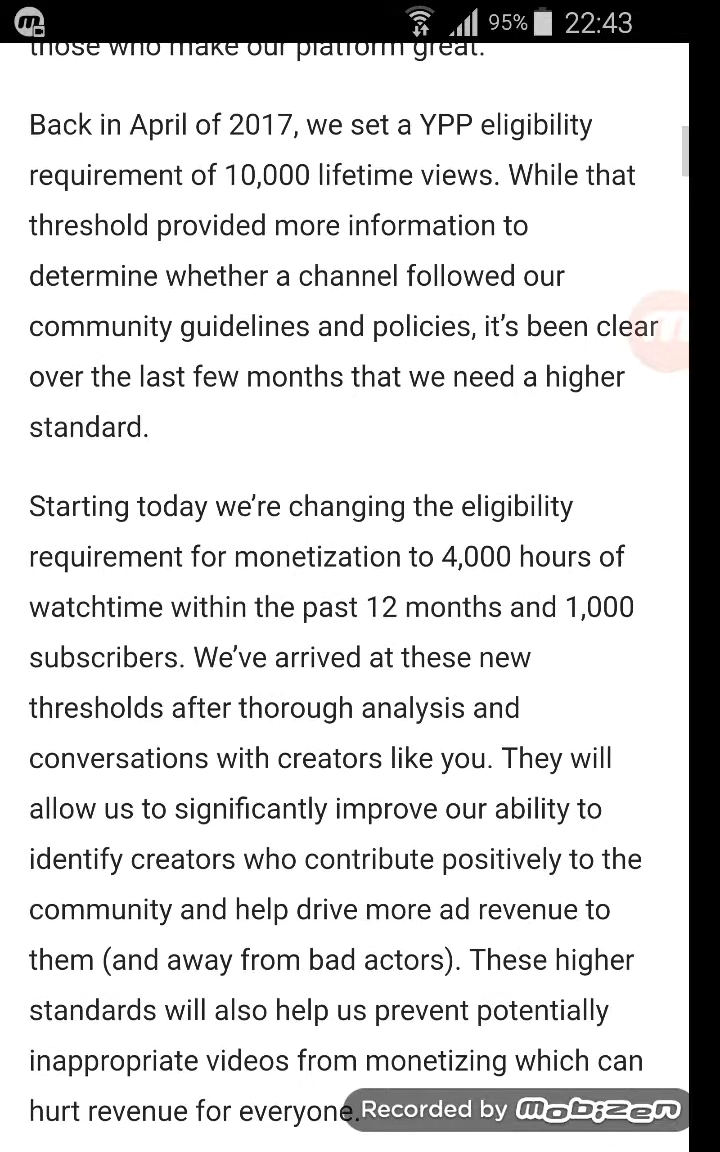 95% 22:43
those who make our platform great.
Back in April of 2017, we set a YPP eligibility
requirement of 10,000 lifetime views. While that
threshold provided more information to
determine whether a channel followed our
community guidelines and policies, it’s been clear
over the last few months that we need a higher
standard.
Starting today we’re changing the eligibility
requirement for monetization to 4,000 hours of
watchtime within the past 12 months and 1,000
subscribers. We’ve arrived at these new
thresholds after thorough analysis and
conversations with creators like you. They will
allow us to significantly improve our ability to
identify creators who contribute positively to the
community and help drive more ad revenue to
them (and away from bad actors). These higher
standards will also help us prevent potentially
inappropriate videos from monetizing which can
hurt revenue for everyone.
Recorded by mobizen